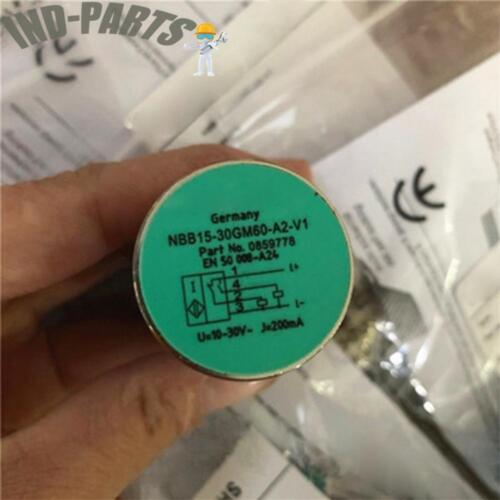 IND-PARTS
Germany
NBB15-30GM60-A2-V1
Part No. 0859778
EN 50 008-A24
1 L+
4
2
3 L-
I
U=10-30V- J=200mA
CE